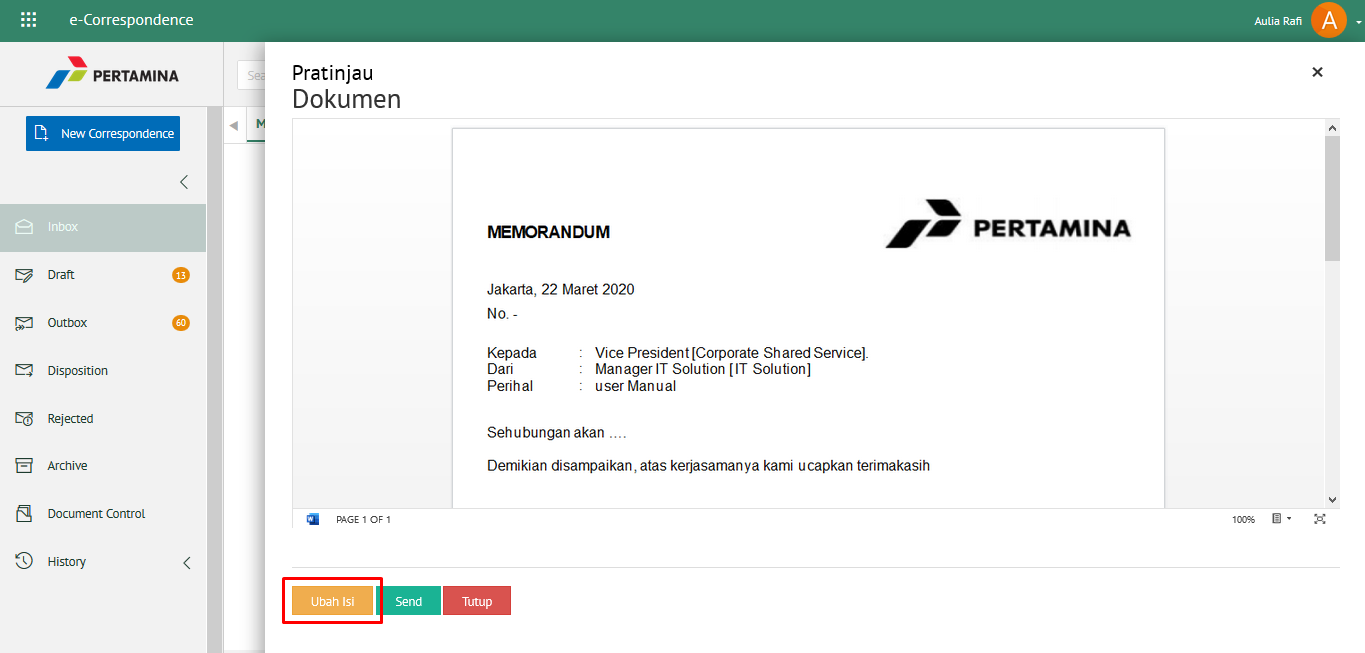 e-Correspondence
Aulia Rafi
A
PERTAMINA
New Correspondence
Inbox
Draft
13
Outbox
60
Disposition
Rejected
Archive
Document Control
History
Sea
M
Pratinjau
Dokumen
MEMORANDUM
PERTAMINA
Jakarta, 22 Maret 2020
No. -
Kepada : Vice President [Corporate Shared Service].
Dari : Manager IT Solution [IT Solution]
Perihal : user Manual
Sehubungan akan ....
Demikian disampaikan, atas kerjasamanya kami ucapkan terimakasih
PAGE 1 OF 1
100%
Ubah Isi
Send
Tutup